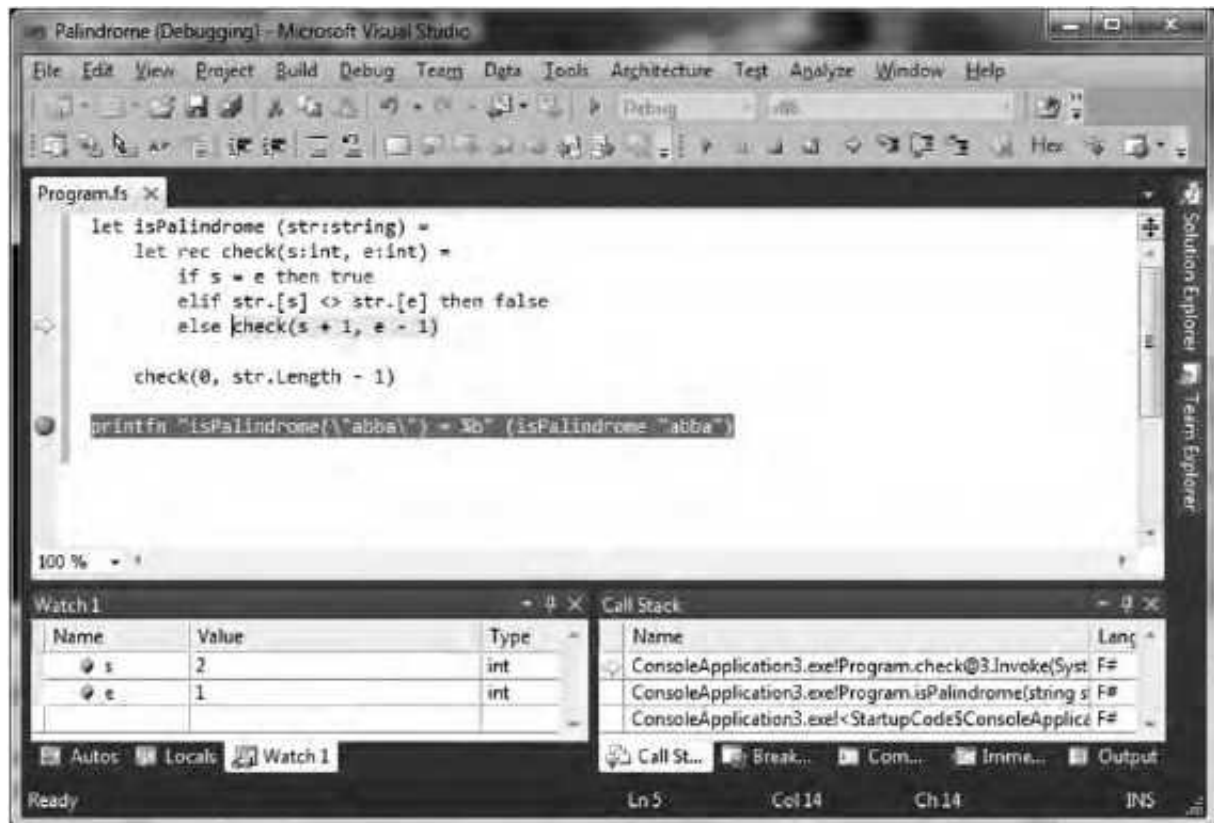 Palindrome (Debugging) - Microsoft Visual Studio
File Edit View Project Build Debug Team Data Tools Architecture Test Analyze Window Help
Debug x86
Hex
Program.fs
let isPalindrome (str:string) =
let rec check(s:int, e:int) =
if s = e then true
elif str.[s] <> str.[e] then false
else check(s + 1, e - 1)
check(0, str.Length - 1)
printfn "isPalindrome(\"abba\") = %b" (isPalindrome "abba")
100 %
Solution Explorer
Team Explorer
Watch 1
Name Value Type
s 2 int
e 1 int
Autos Locals Watch 1
Call Stack
Name Lang
ConsoleApplication3.exe!Program.check@3.Invoke(Syst F#
ConsoleApplication3.exe!Program.isPalindrome(string s F#
ConsoleApplication3.exe!<StartupCode$ConsoleApplica F#
Call St... Break... Com... Imme... Output
Ready Ln 5 Col 14 Ch 14 INS